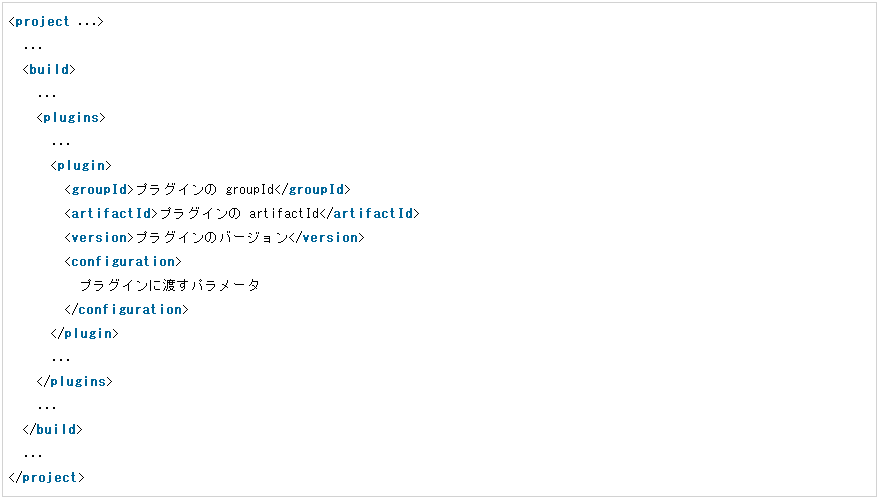 <project ...>
...
<build>
...
<plugins>
...
<plugin>
<groupId>プラグインの groupId</groupId>
<artifactId>プラグインの artifactId</artifactId>
<version>プラグインのバージョン</version>
<configuration>
プラグインに渡すパラメータ
</configuration>
</plugin>
...
</plugins>
...
</build>
...
</project>